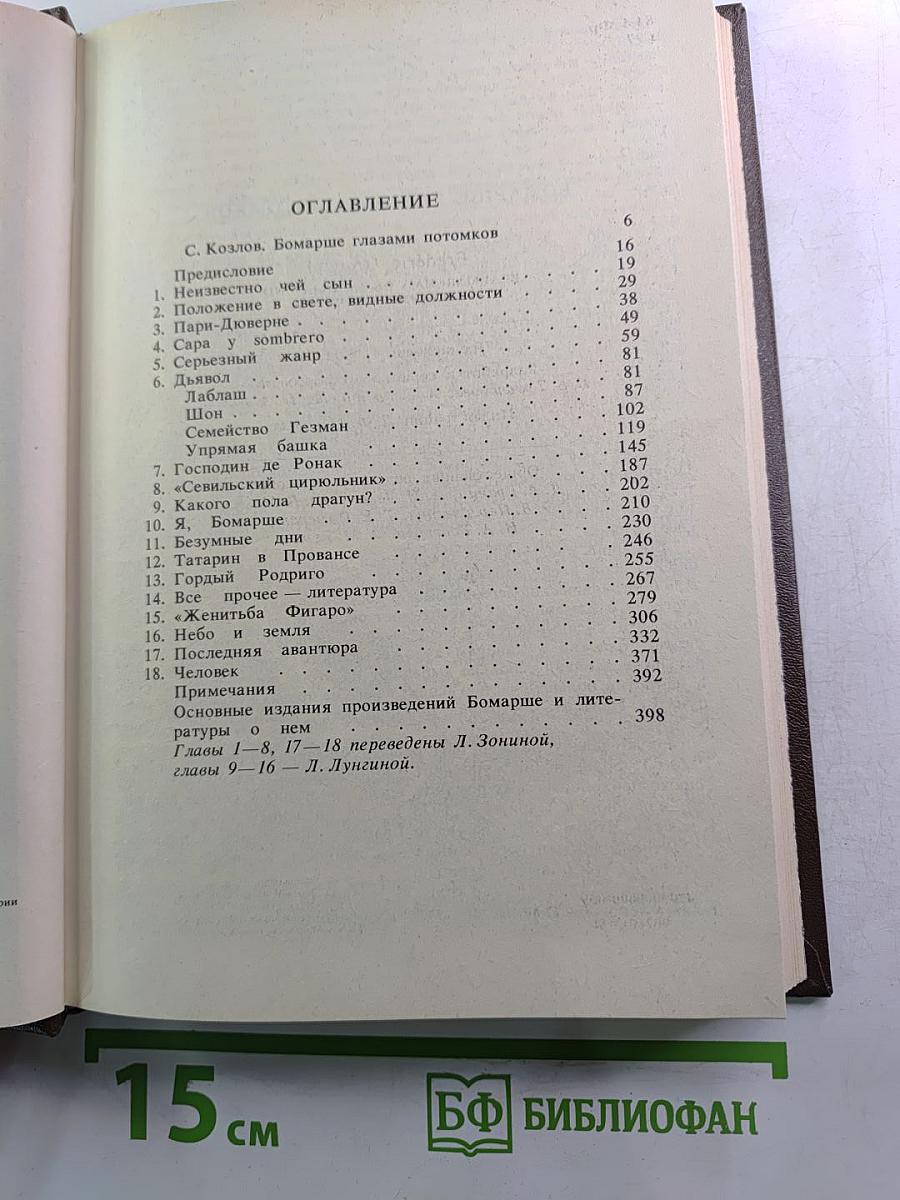 ОГЛАВЛЕНИЕ
С. Козлов. Бомарше глазами потомков 6
Предисловие 16
1. Неизвестно чей сын . . . . . . . . . 19
2. Положение в свете, видные должности . . . 29
3. Пари-Дюверне . . . . . . . . . . 38
4. Сара y sombrero . . . . . . . . . 49
5. Серьезный жанр . . . . . . . . . 59
6. Дьявол . . . . . . . . . . . . 81
Лаблаш . . . . . . . . . . . . 81
Шон . . . . . . . . . . . . . 87
Семейство Гезман . . . . . . . . 102
Упрямая башка . . . . . . . . . 119
7. Господин де Ронак . . . . . . . . 145
8. «Севильский цирюльник» . . . . . . . 187
9. Какого пола драгун? . . . . . . . . 202
10. Я, Бомарше . . . . . . . . . . 210
11. Безумные дни . . . . . . . . . . 230
12. Татарин в Провансе . . . . . . . . 246
13. Гордый Родриго . . . . . . . . . 255
14. Все прочее — литература . . . . . . . 267
15. «Женитьба Фигаро» . . . . . . . . 279
16. Небо и земля . . . . . . . . . . 306
17. Последняя авантюра . . . . . . . . 332
18. Человек . . . . . . . . . . . 371
Примечания . . . . . . . . . . . 392
Основные издания произведений Бомарше и лите-
ратуры о нем . . . . . . . . . . 398
Главы 1—8, 17—18 переведены Л. Зониной,
главы 9—16 — Л. Лунгиной.
рии
15 см
БФ БИБЛИОФАН